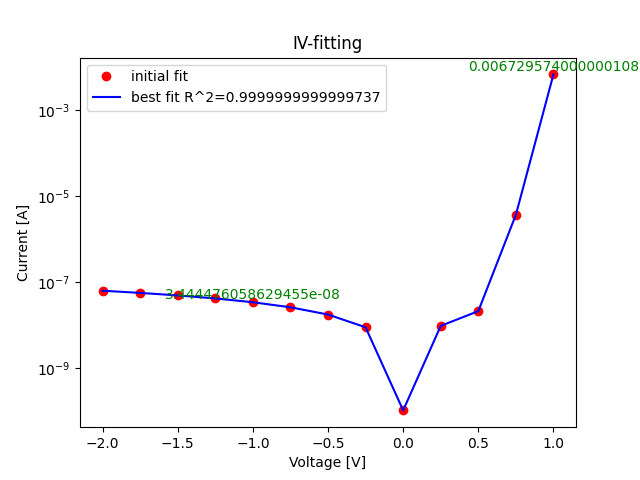 IV-fitting
0.006729574000000108
initial fit
best fit R^2=0.9999999999999737
3.444476058629455e-08
Current [A]
10^-3
10^-5
10^-7
10^-9
−2.0 −1.5 −1.0 −0.5 0.0 0.5 1.0
Voltage [V]